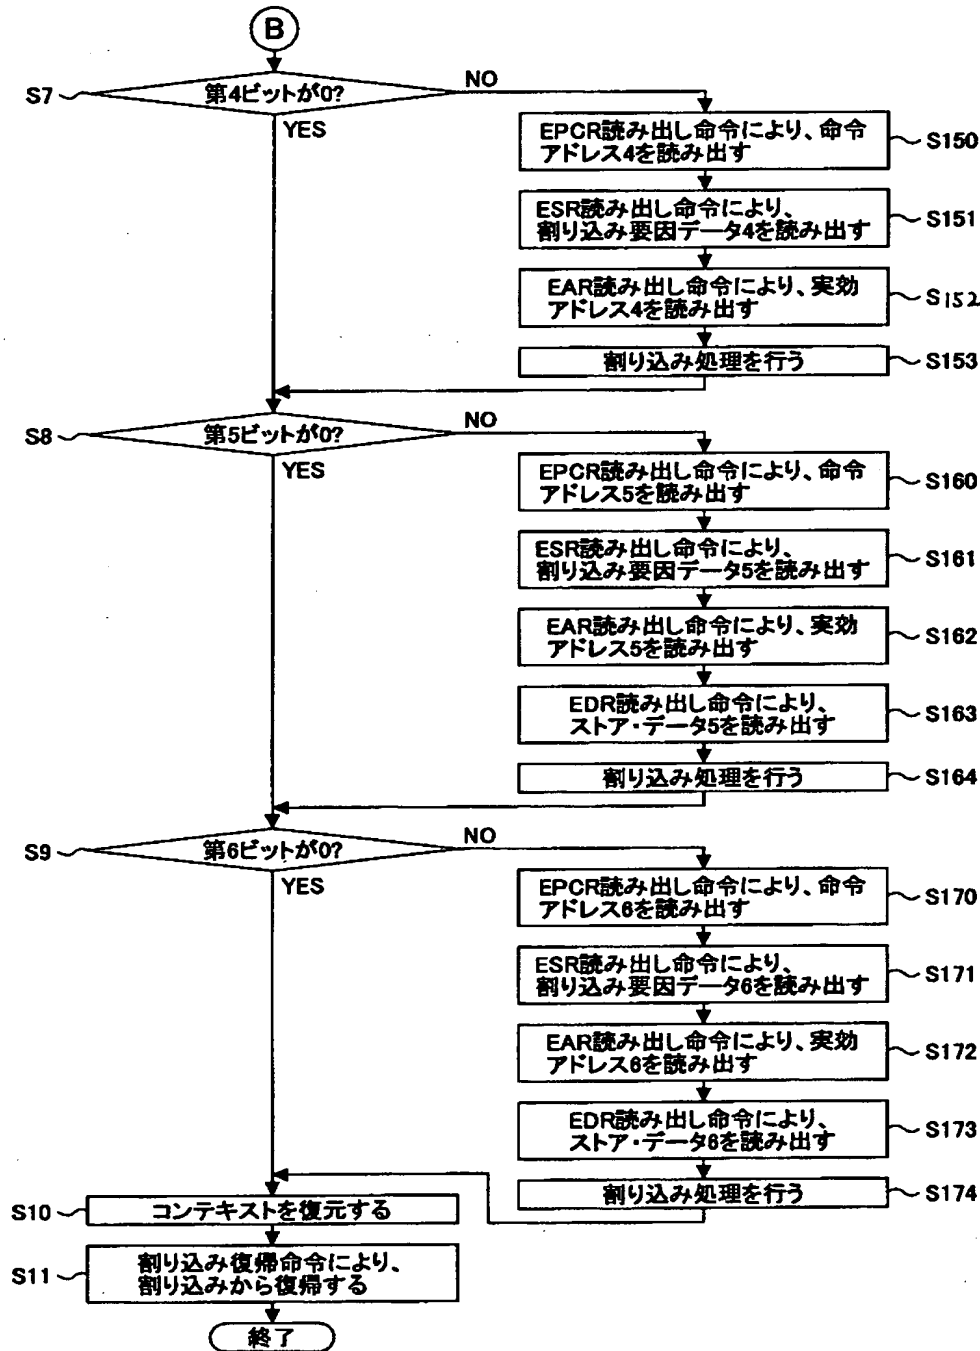 B
S7
第4ビットが0?
NO
YES
EPCR読み出し命令により、命令
アドレス4を読み出す
S150
ESR読み出し命令により、
割り込み要因データ4を読み出す
S151
EAR読み出し命令により、実効
アドレス4を読み出す
S152
割り込み処理を行う
S153
S8
第5ビットが0?
NO
YES
EPCR読み出し命令により、命令
アドレス5を読み出す
S160
ESR読み出し命令により、
割り込み要因データ5を読み出す
S161
EAR読み出し命令により、実効
アドレス5を読み出す
S162
EDR読み出し命令により、
ストア・データ5を読み出す
S163
割り込み処理を行う
S164
S9
第6ビットが0?
NO
YES
EPCR読み出し命令により、命令
アドレス6を読み出す
S170
ESR読み出し命令により、
割り込み要因データ6を読み出す
S171
EAR読み出し命令により、実効
アドレス6を読み出す
S172
EDR読み出し命令により、
ストア・データ6を読み出す
S173
割り込み処理を行う
S174
S10
コンテキストを復元する
S11
割り込み復帰命令により、
割り込みから復帰する
終了